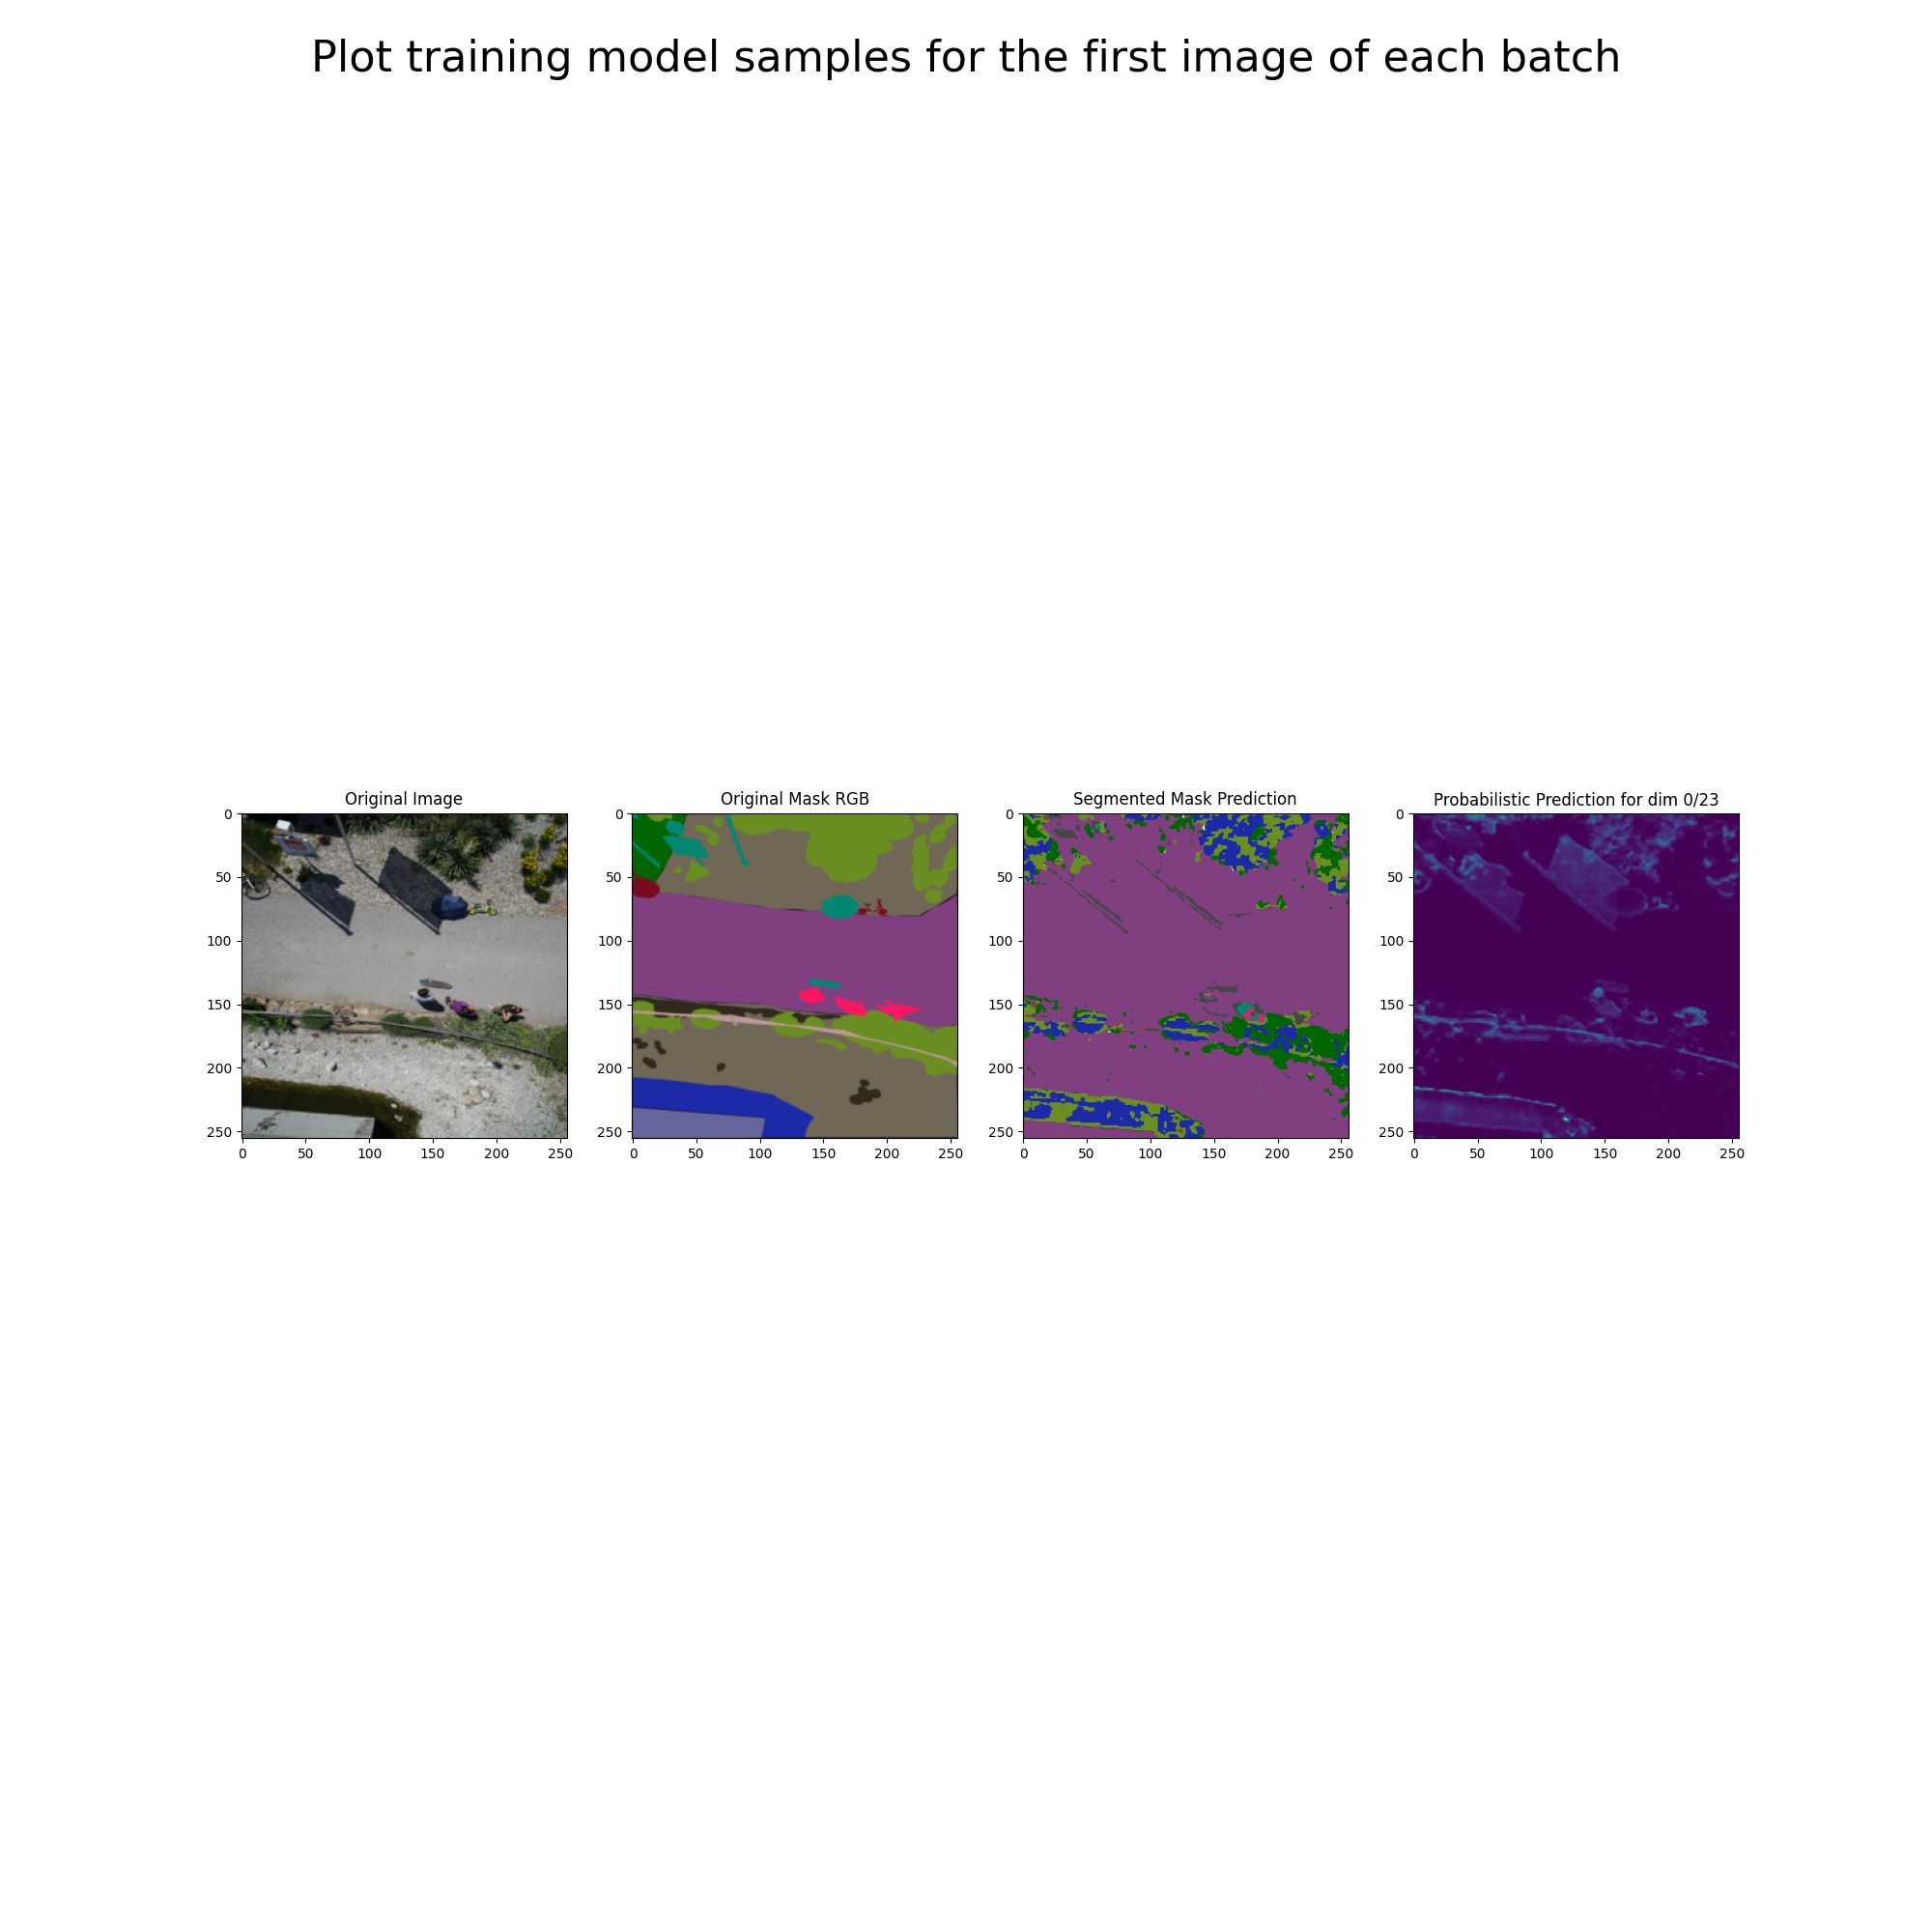 Plot training model samples for the first image of each batch
Original Image
Original Mask RGB
Segmented Mask Prediction
Probabilistic Prediction for dim 0/23
0 0 0 0
50 50 50 50
100 100 100 100
150 150 150 150
200 200 200 200
250 250 250 250
0 50 100 150 200 250 0 50 100 150 200 250 0 50 100 150 200 250 0 50 100 150 200 250